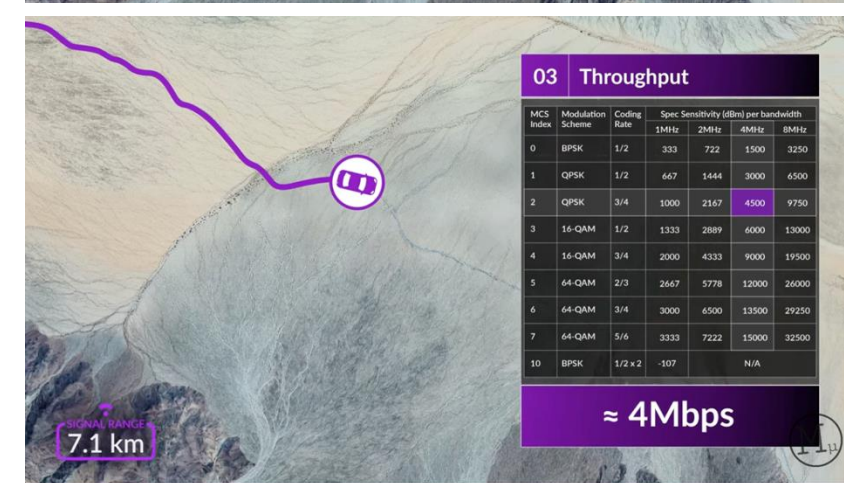 03 Throughput
MCS Index Modulation Scheme Coding Rate Spec Sensitivity (dBm) per bandwidth
1MHz 2MHz 4MHz 8MHz
0 BPSK 1/2 333 722 1500 3250
1 QPSK 1/2 667 1444 3000 6500
2 QPSK 3/4 1000 2167 4500 9750
3 16-QAM 1/2 1333 2889 6000 13000
4 16-QAM 3/4 2000 4333 9000 19500
5 64-QAM 2/3 2667 5778 12000 26000
6 64-QAM 3/4 3000 6500 13500 29250
7 64-QAM 5/6 3333 7222 15000 32500
10 BPSK 1/2 x 2 -107 N/A
≈ 4Mbps
SIGNAL RANGE
7.1 km
Mμ